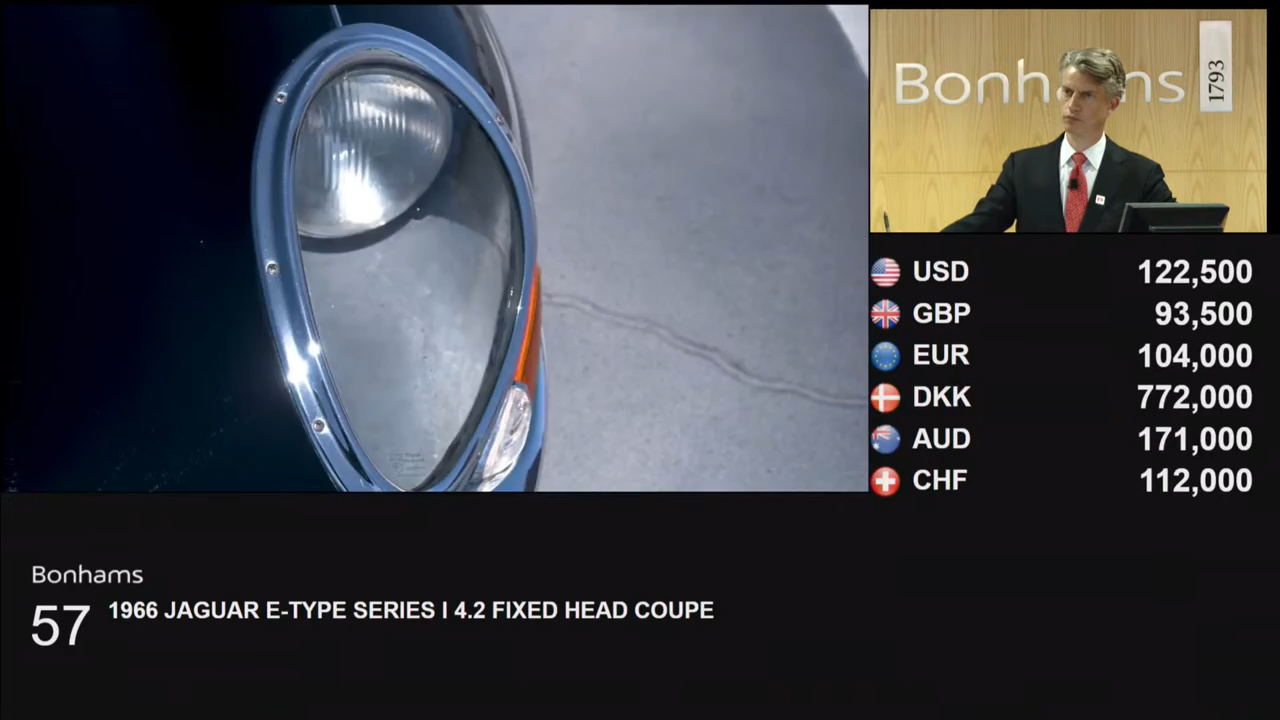 Bonhams
1793
USD 122,500
GBP 93,500
EUR 104,000
DKK 772,000
AUD 171,000
CHF 112,000
Bonhams
57 1966 JAGUAR E-TYPE SERIES I 4.2 FIXED HEAD COUPE